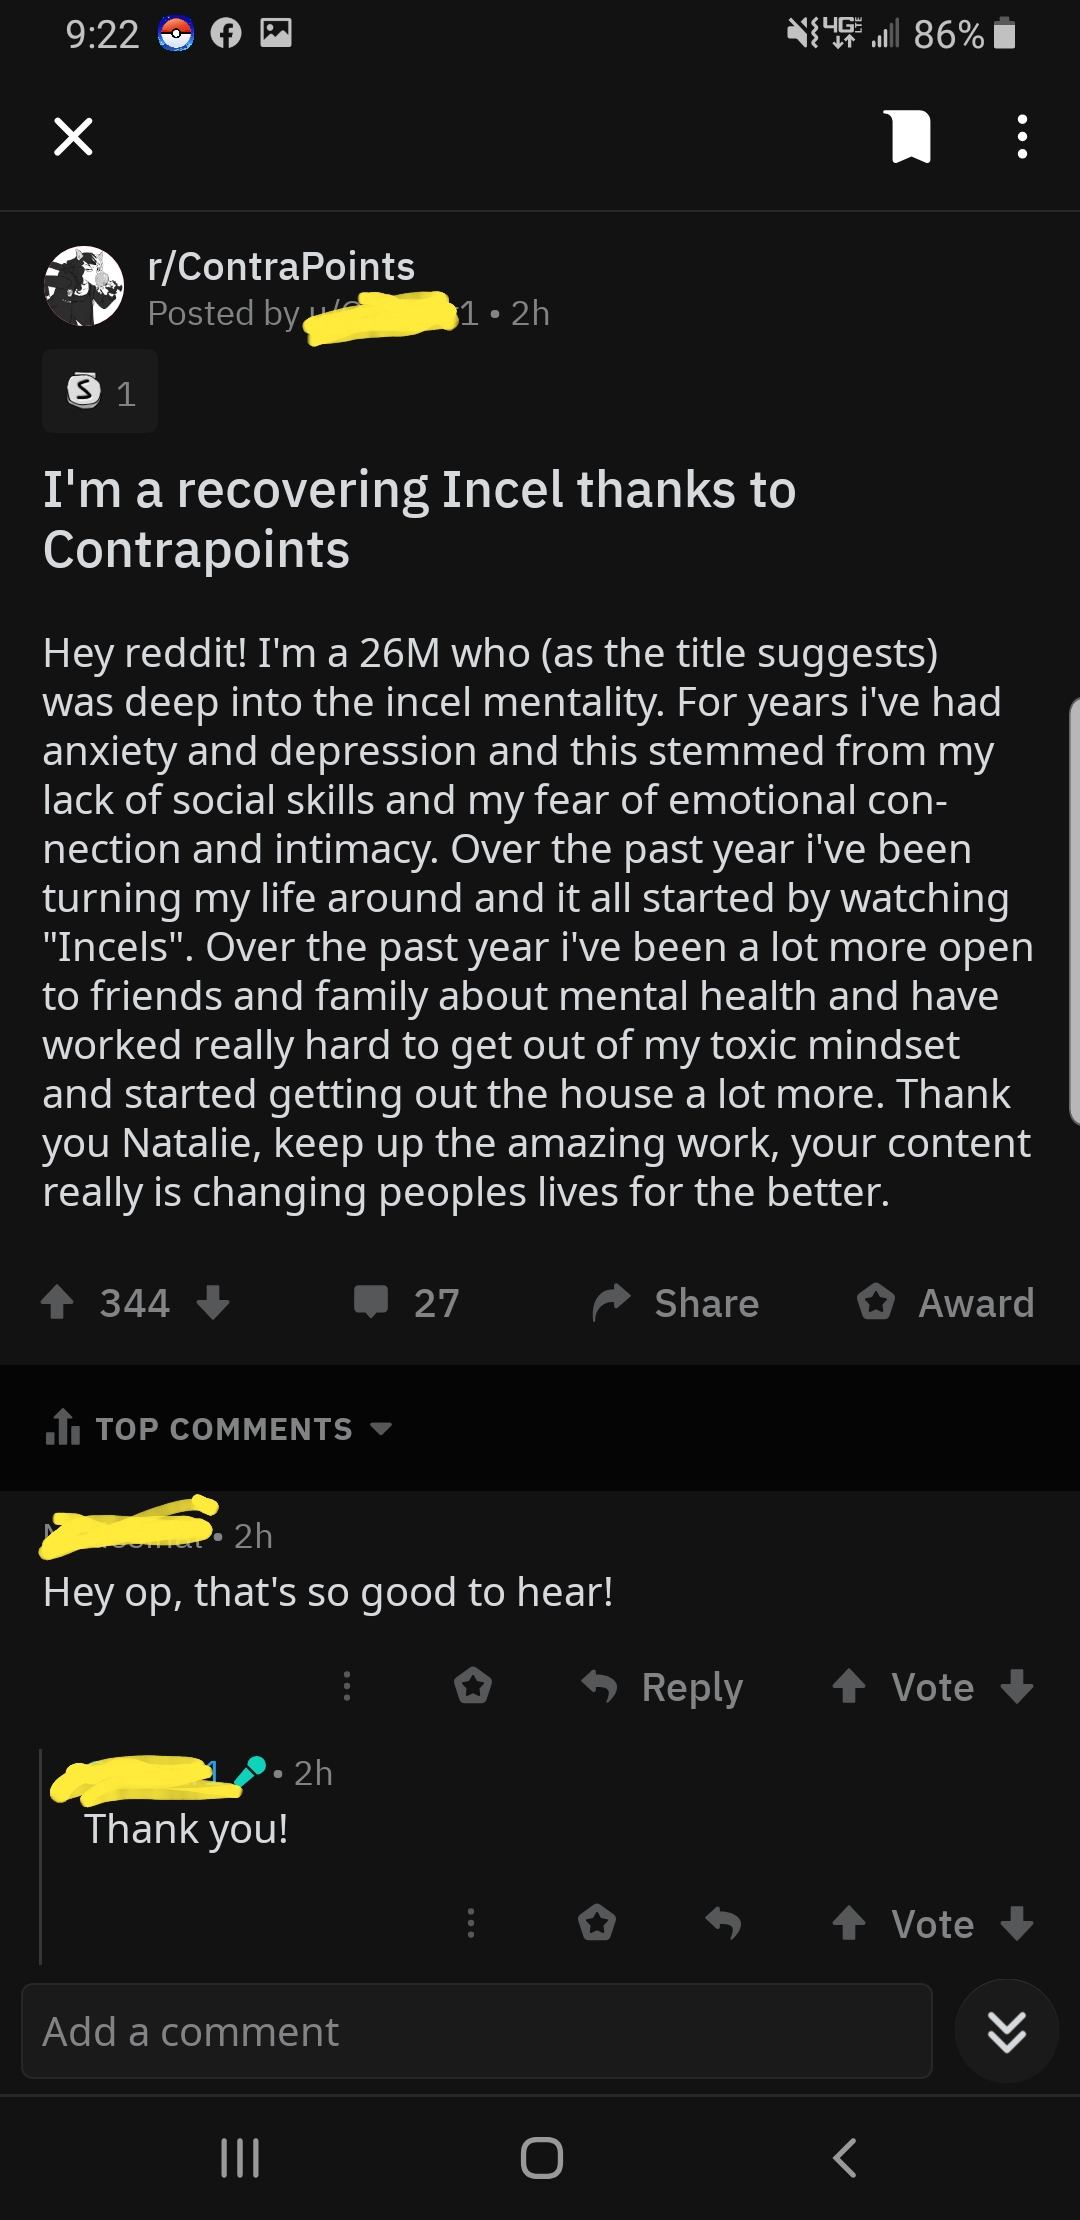 9:22 4G LTE 86%
r/ContraPoints
Posted by 1 • 2h
S 1
I'm a recovering Incel thanks to
Contrapoints
Hey reddit! I'm a 26M who (as the title suggests)
was deep into the incel mentality. For years i've had
anxiety and depression and this stemmed from my
lack of social skills and my fear of emotional con-
nection and intimacy. Over the past year i've been
turning my life around and it all started by watching
"Incels". Over the past year i've been a lot more open
to friends and family about mental health and have
worked really hard to get out of my toxic mindset
and started getting out the house a lot more. Thank
you Natalie, keep up the amazing work, your content
really is changing peoples lives for the better.
344 27 Share Award
TOP COMMENTS
• 2h
Hey op, that's so good to hear!
Reply Vote
1 • 2h
Thank you!
Vote
Add a comment